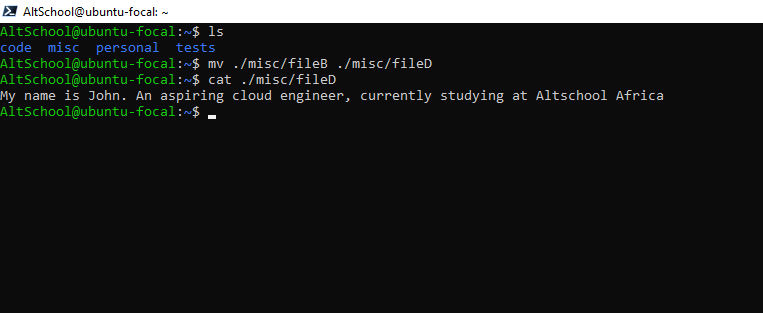 AltSchool@ubuntu-focal: ~
AltSchool@ubuntu-focal:~$ ls
code  misc  personal  tests
AltSchool@ubuntu-focal:~$ mv ./misc/fileB ./misc/fileD
AltSchool@ubuntu-focal:~$ cat ./misc/fileD
My name is John. An aspiring cloud engineer, currently studying at Altschool Africa
AltSchool@ubuntu-focal:~$